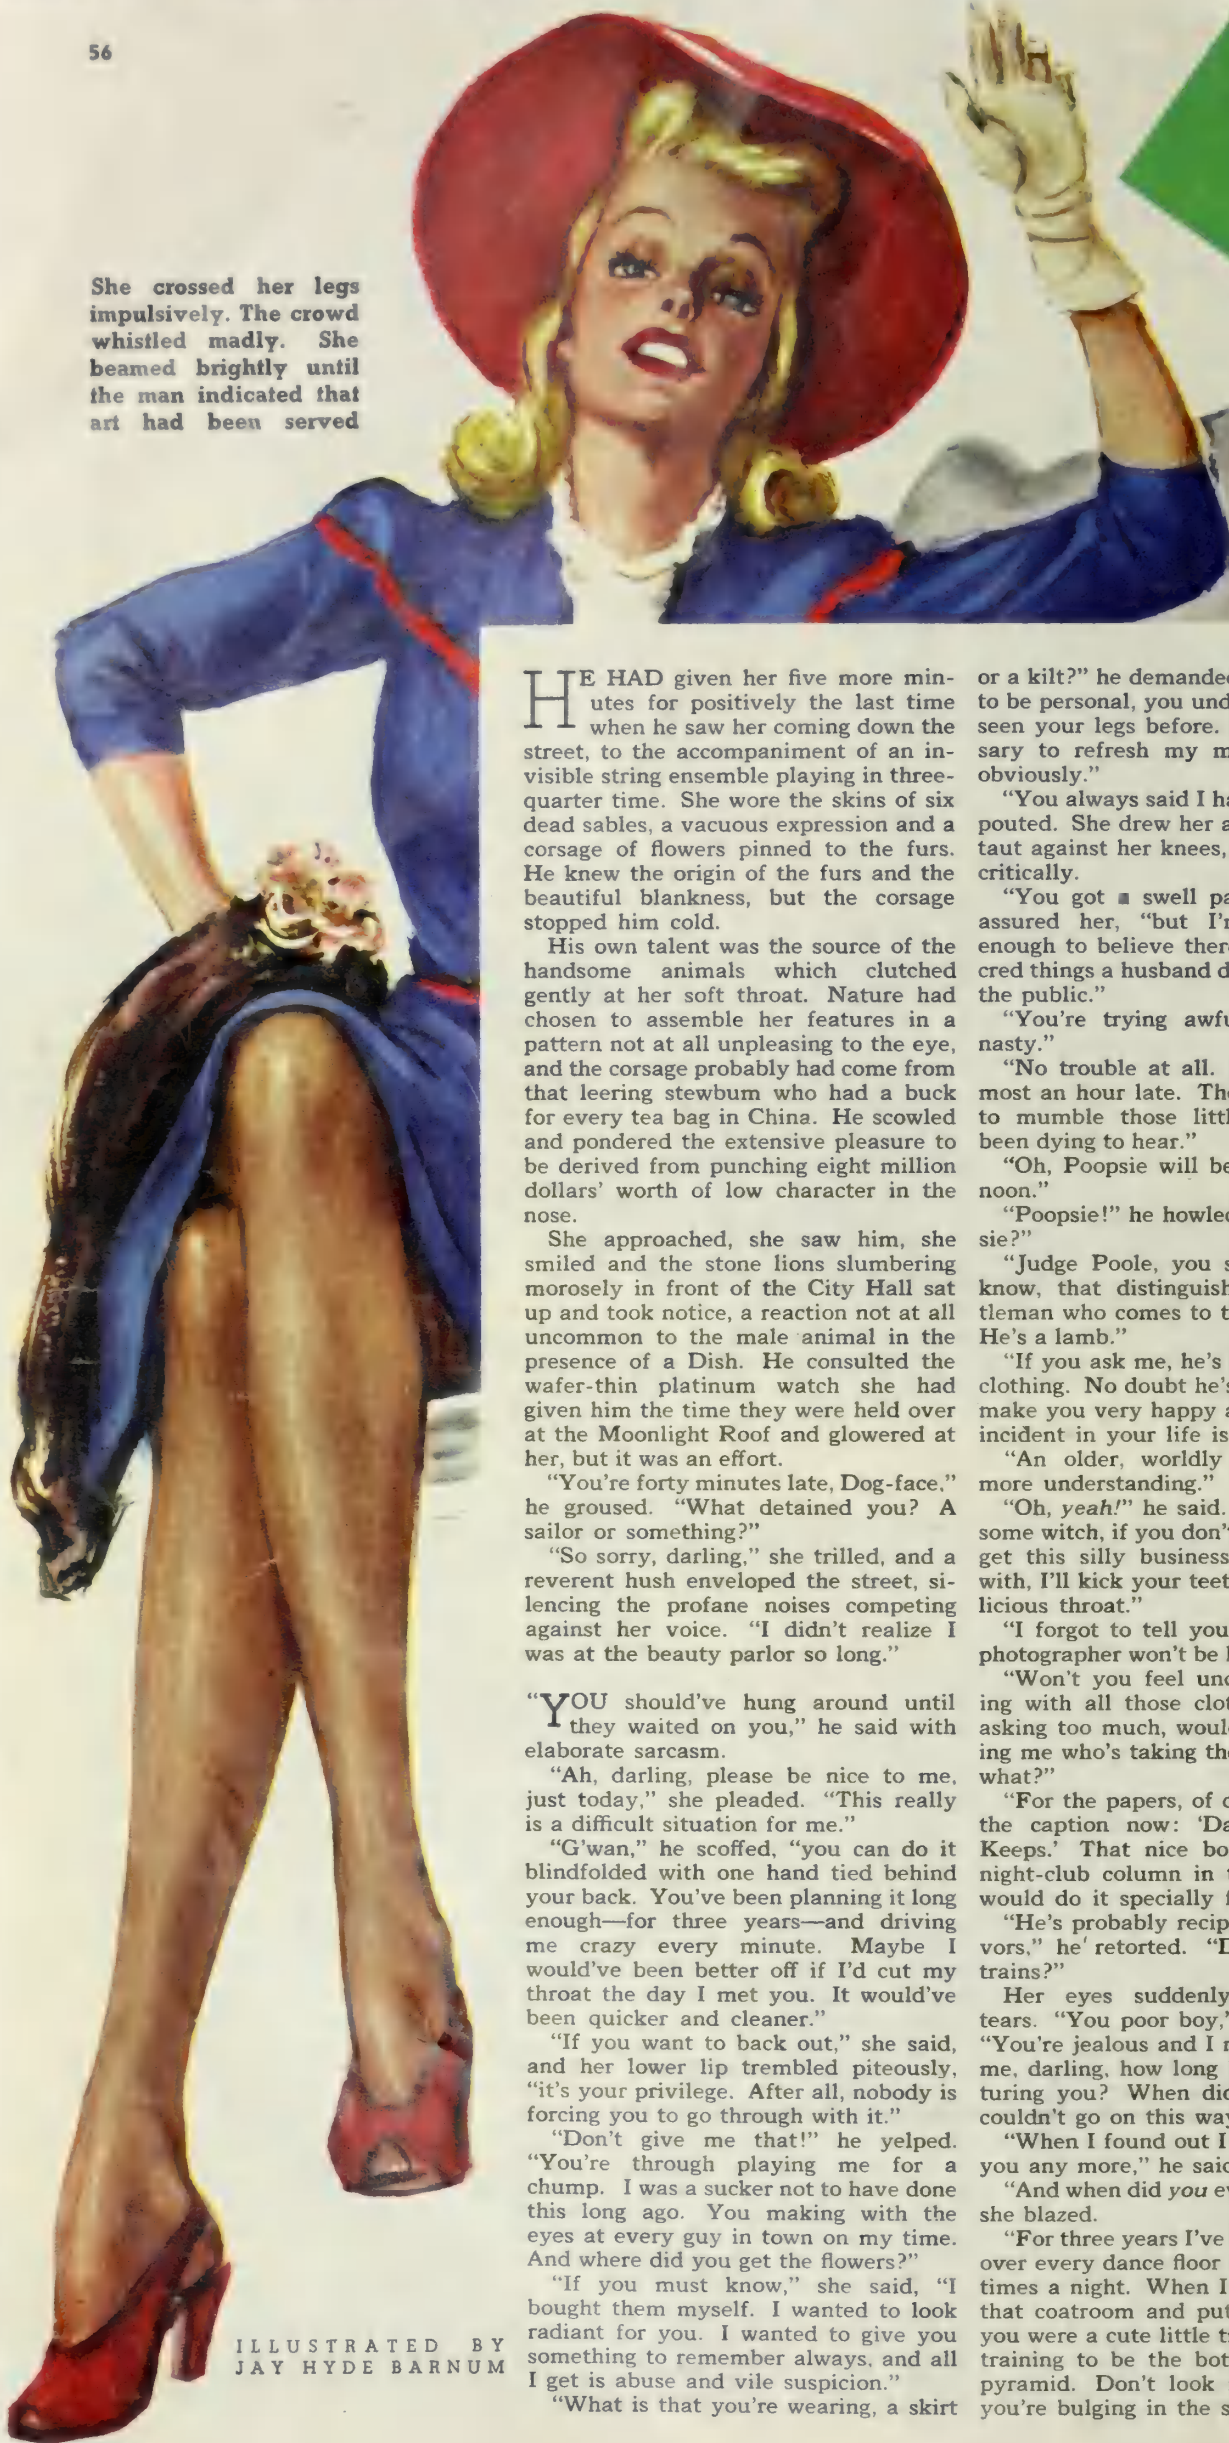 56
She crossed her legs
impulsively. The crowd
whistled madly. She
beamed brightly until
the man indicated that
art had been served
HE HAD given her five more min-
utes for positively the last time
when he saw her coming down the
street, to the accompaniment of an in-
visible string ensemble playing in three-
quarter time. She wore the skins of six
dead sables, a vacuous expression and a
corsage of flowers pinned to the furs.
He knew the origin of the furs and the
beautiful blankness, but the corsage
stopped him cold.
His own talent was the source of the
handsome animals which clutched
gently at her soft throat. Nature had
chosen to assemble her features in a
pattern not at all unpleasing to the eye,
and the corsage probably had come from
that leering stewbum who had a buck
for every tea bag in China. He scowled
and pondered the extensive pleasure to
be derived from punching eight million
dollars' worth of low character in the
nose.
She approached, she saw him, she
smiled and the stone lions slumbering
morosely in front of the City Hall sat
up and took notice, a reaction not at all
uncommon to the male animal in the
presence of a Dish. He consulted the
wafer-thin platinum watch she had
given him the time they were held over
at the Moonlight Roof and glowered at
her, but it was an effort.
"You're forty minutes late, Dog-face,"
he groused. "What detained you? A
sailor or something?"
"So sorry, darling," she trilled, and a
reverent hush enveloped the street, si-
lencing the profane noises competing
against her voice. "I didn't realize I
was at the beauty parlor so long."
"YOU should've hung around until
they waited on you," he said with
elaborate sarcasm.
"Ah, darling, please be nice to me,
just today," she pleaded. "This really
is a difficult situation for me."
"G'wan," he scoffed, "you can do it
blindfolded with one hand tied behind
your back. You've been planning it long
enough—for three years—and driving
me crazy every minute. Maybe I
would've been better off if I'd cut my
throat the day I met you. It would've
been quicker and cleaner."
"If you want to back out," she said,
and her lower lip trembled piteously,
"it's your privilege. After all, nobody is
forcing you to go through with it."
"Don't give me that!" he yelped.
"You're through playing me for a
chump. I was a sucker not to have done
this long ago. You making with the
eyes at every guy in town on my time.
And where did you get the flowers?"
"If you must know," she said, "I
bought them myself. I wanted to look
radiant for you. I wanted to give you
something to remember always, and all
I get is abuse and vile suspicion."
"What is that you're wearing, a skirt
or a kilt?" he demanded
to be personal, you und
seen your legs before.
sary to refresh my m
obviously."
"You always said I ha
pouted. She drew her a
taut against her knees,
critically.
"You got a swell pa
assured her, "but I'm
enough to believe ther
cred things a husband d
the public."
"You're trying awfu
nasty."
"No trouble at all.
most an hour late. The
to mumble those littl
been dying to hear."
"Oh, Poopsie will be
noon."
"Poopsie!" he howled
sie?"
"Judge Poole, you s
know, that distinguish
tleman who comes to t
He's a lamb."
"If you ask me, he's
clothing. No doubt he's
make you very happy a
incident in your life is
"An older, worldly
more understanding."
"Oh, yeah!" he said.
some witch, if you don't
get this silly business
with, I'll kick your teet
licious throat."
"I forgot to tell you
photographer won't be h
"Won't you feel unc
ing with all those clot
asking too much, woul
ing me who's taking the
what?"
"For the papers, of c
the caption now: 'Da
Keeps.' That nice bo
night-club column in t
would do it specially f
"He's probably recip
vors," he retorted. "D
trains?"
Her eyes suddenly
tears. "You poor boy,"
"You're jealous and I n
me, darling, how long
turing you? When did
couldn't go on this way
"When I found out I
you any more," he said
"And when did you ev
she blazed.
"For three years I've
over every dance floor
times a night. When I
that coatroom and put
you were a cute little t
training to be the bot
pyramid. Don't look
you're bulging in the s
ILLUSTRATED BY
JAY HYDE BARNUM